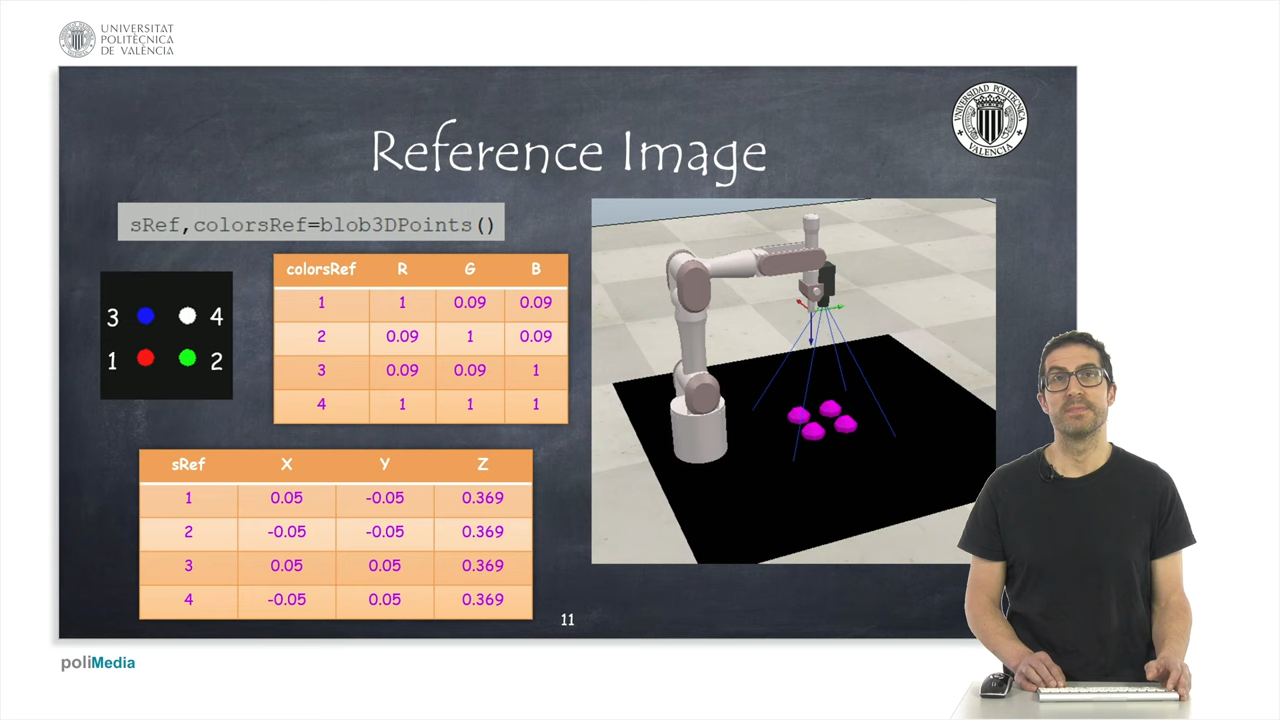 UNIVERSITAT
POLITÈCNICA
DE VALÈNCIA
UNIVERSIDAD POLITECNICA
VALENCIA
Reference Image
sRef,colorsRef=blob3DPoints()
3 4
1 2
colorsRef R G B
1 1 0.09 0.09
2 0.09 1 0.09
3 0.09 0.09 1
4 1 1 1
sRef X Y Z
1 0.05 -0.05 0.369
2 -0.05 -0.05 0.369
3 0.05 0.05 0.369
4 -0.05 0.05 0.369
11
poliMedia